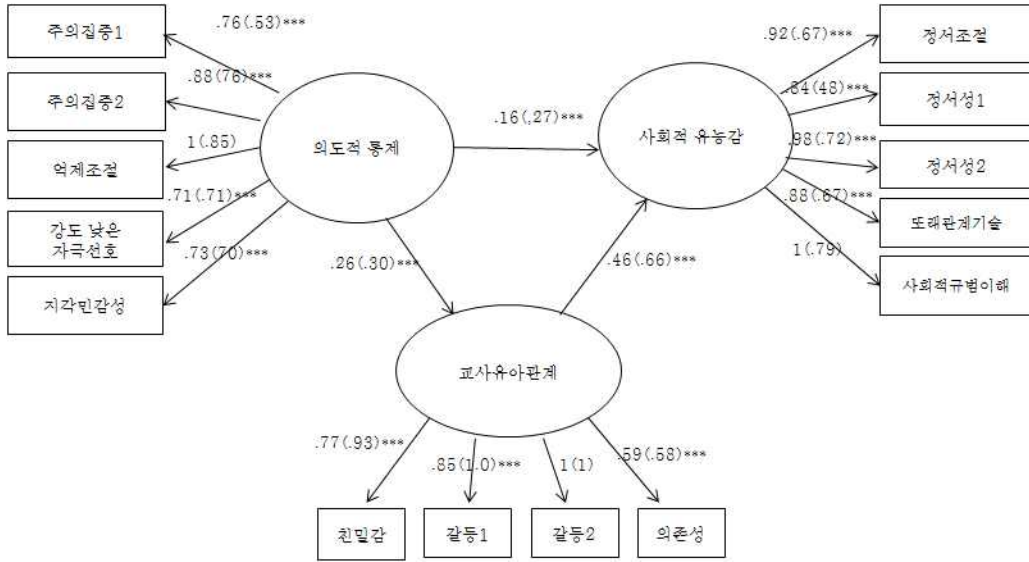 주의집중1
.76(.53)***
.92(.67)***
정서조절
주의집중2
.88(76)***
.84(48)***
정서성1
억제조절
1(.85)
의도적 통제
.16(,27)***
사회적 유능감
.98(.72)***
정서성2
강도 낮은
자극선호
.71(.71)***
.88(.67)***
또래관계기술
지각민감성
.73(70)***
.26(.30)***
.46(.66)***
1(.79)
사회적규범이해
교사유아관계
.77(.93)***
.85(1.0)***
1(1)
.59(.58)***
친밀감
갈등1
갈등2
의존성